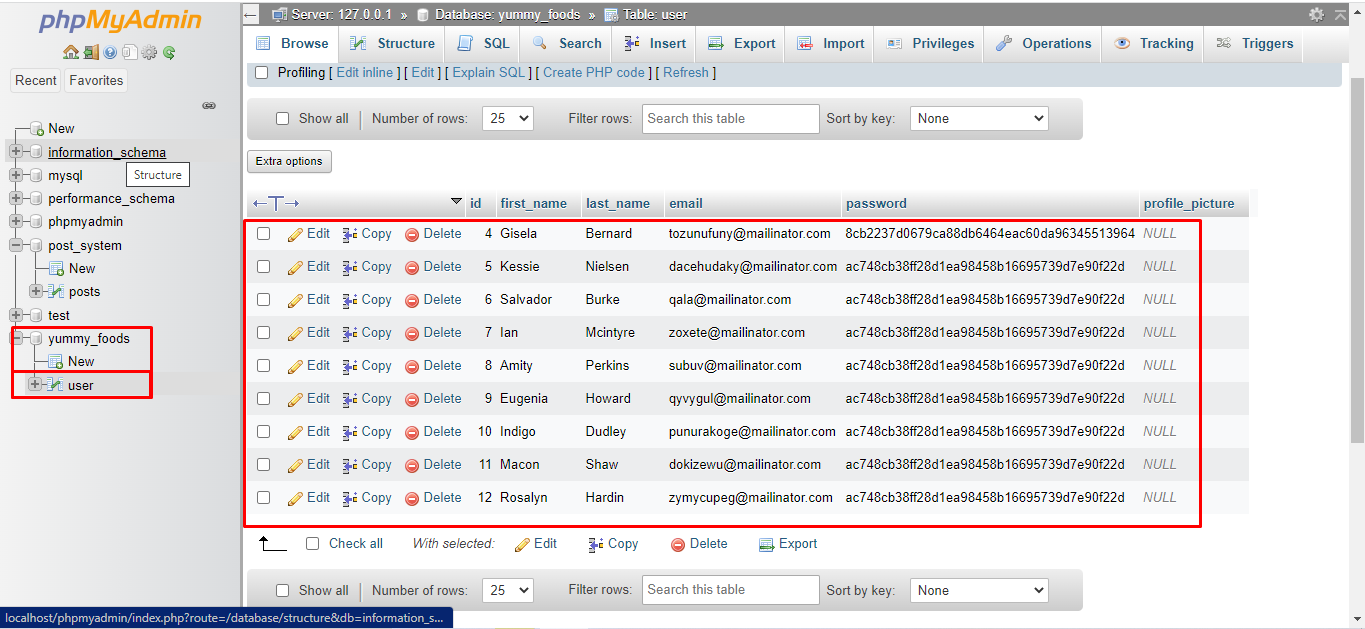 phpMyAdmin
Recent Favorites
New
information_schema
mysql
Structure
performance_schema
phpmyadmin
post_system
New
posts
test
yummy_foods
New
user
Server: 127.0.0.1 » Database: yummy_foods » Table: user
Browse Structure SQL Search Insert Export Import Privileges Operations Tracking Triggers
Profiling [ Edit inline ] [ Edit ] [ Explain SQL ] [ Create PHP code ] [ Refresh ]
Show all Number of rows: 25 Filter rows: Search this table Sort by key: None
Extra options
←T→ id first_name last_name email password profile_picture
Edit Copy Delete 4 Gisela Bernard tozunufuny@mailinator.com 8cb2237d0679ca88db6464eac60da96345513964 NULL
Edit Copy Delete 5 Kessie Nielsen dacehudaky@mailinator.com ac748cb38ff28d1ea98458b16695739d7e90f22d NULL
Edit Copy Delete 6 Salvador Burke qala@mailinator.com ac748cb38ff28d1ea98458b16695739d7e90f22d NULL
Edit Copy Delete 7 Ian Mcintyre zoxete@mailinator.com ac748cb38ff28d1ea98458b16695739d7e90f22d NULL
Edit Copy Delete 8 Amity Perkins subuv@mailinator.com ac748cb38ff28d1ea98458b16695739d7e90f22d NULL
Edit Copy Delete 9 Eugenia Howard qyvygul@mailinator.com ac748cb38ff28d1ea98458b16695739d7e90f22d NULL
Edit Copy Delete 10 Indigo Dudley punurakoge@mailinator.com ac748cb38ff28d1ea98458b16695739d7e90f22d NULL
Edit Copy Delete 11 Macon Shaw dokizewu@mailinator.com ac748cb38ff28d1ea98458b16695739d7e90f22d NULL
Edit Copy Delete 12 Rosalyn Hardin zymycupeg@mailinator.com ac748cb38ff28d1ea98458b16695739d7e90f22d NULL
Check all With selected: Edit Copy Delete Export
Show all Number of rows: 25 Filter rows: Search this table Sort by key: None
localhost/phpmyadmin/index.php?route=/database/structure&db=information_s...